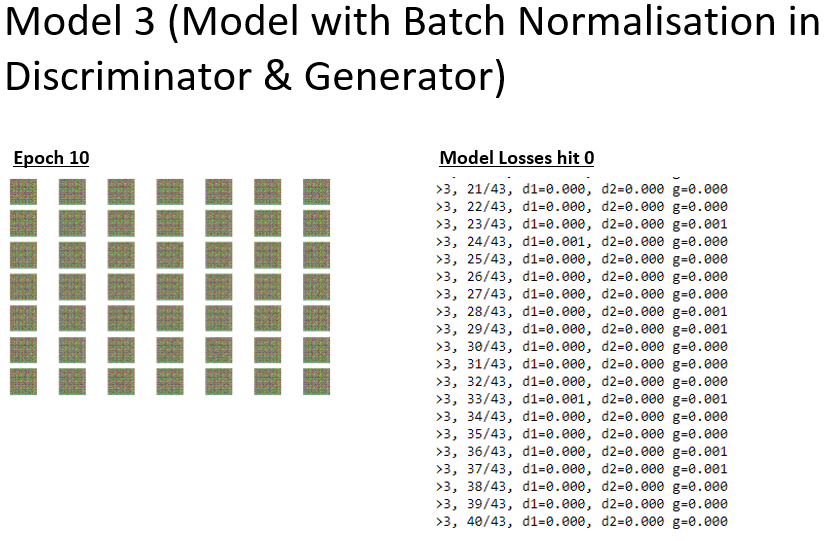 Model 3 (Model with Batch Normalisation in
Discriminator & Generator)
Epoch 10
Model Losses hit 0
>3, 21/43, d1=0.000, d2=0.000 g=0.000
>3, 22/43, d1=0.000, d2=0.000 g=0.000
>3, 23/43, d1=0.000, d2=0.000 g=0.001
>3, 24/43, d1=0.001, d2=0.000 g=0.000
>3, 25/43, d1=0.000, d2=0.000 g=0.000
>3, 26/43, d1=0.000, d2=0.000 g=0.000
>3, 27/43, d1=0.000, d2=0.000 g=0.000
>3, 28/43, d1=0.000, d2=0.000 g=0.001
>3, 29/43, d1=0.000, d2=0.000 g=0.001
>3, 30/43, d1=0.000, d2=0.000 g=0.000
>3, 31/43, d1=0.000, d2=0.000 g=0.000
>3, 32/43, d1=0.000, d2=0.000 g=0.000
>3, 33/43, d1=0.001, d2=0.000 g=0.001
>3, 34/43, d1=0.000, d2=0.000 g=0.000
>3, 35/43, d1=0.000, d2=0.000 g=0.000
>3, 36/43, d1=0.000, d2=0.000 g=0.001
>3, 37/43, d1=0.000, d2=0.000 g=0.001
>3, 38/43, d1=0.000, d2=0.000 g=0.000
>3, 39/43, d1=0.000, d2=0.000 g=0.000
>3, 40/43, d1=0.000, d2=0.000 g=0.000